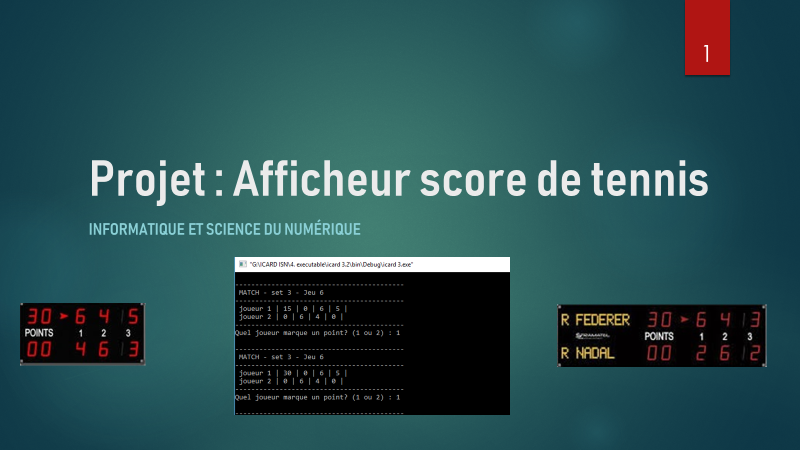 1
Projet : Afficheur score de tennis
INFORMATIQUE ET SCIENCE DU NUMÉRIQUE
"G:\ICARD ISN\4. executable\icard 3.2\bin\Debug\icard 3.exe"
----------------------------------------
MATCH - set 3 - Jeu 6
----------------------------------------
joueur 1 | 15 | 0 | 6 | 5 |
joueur 2 | 0 | 6 | 4 | 0 |
----------------------------------------
Quel joueur marque un point? (1 ou 2) : 1
----------------------------------------
MATCH - set 3 - Jeu 6
----------------------------------------
joueur 1 | 30 | 0 | 6 | 5 |
joueur 2 | 0 | 6 | 4 | 0 |
----------------------------------------
Quel joueur marque un point? (1 ou 2) : 1
----------------------------------------
30 ► 6 4 5
POINTS 1 2 3
00 4 6 3
R FEDERER 30 ► 6 4 3
POINTS 1 2 3
R NADAL 00 2 6 2